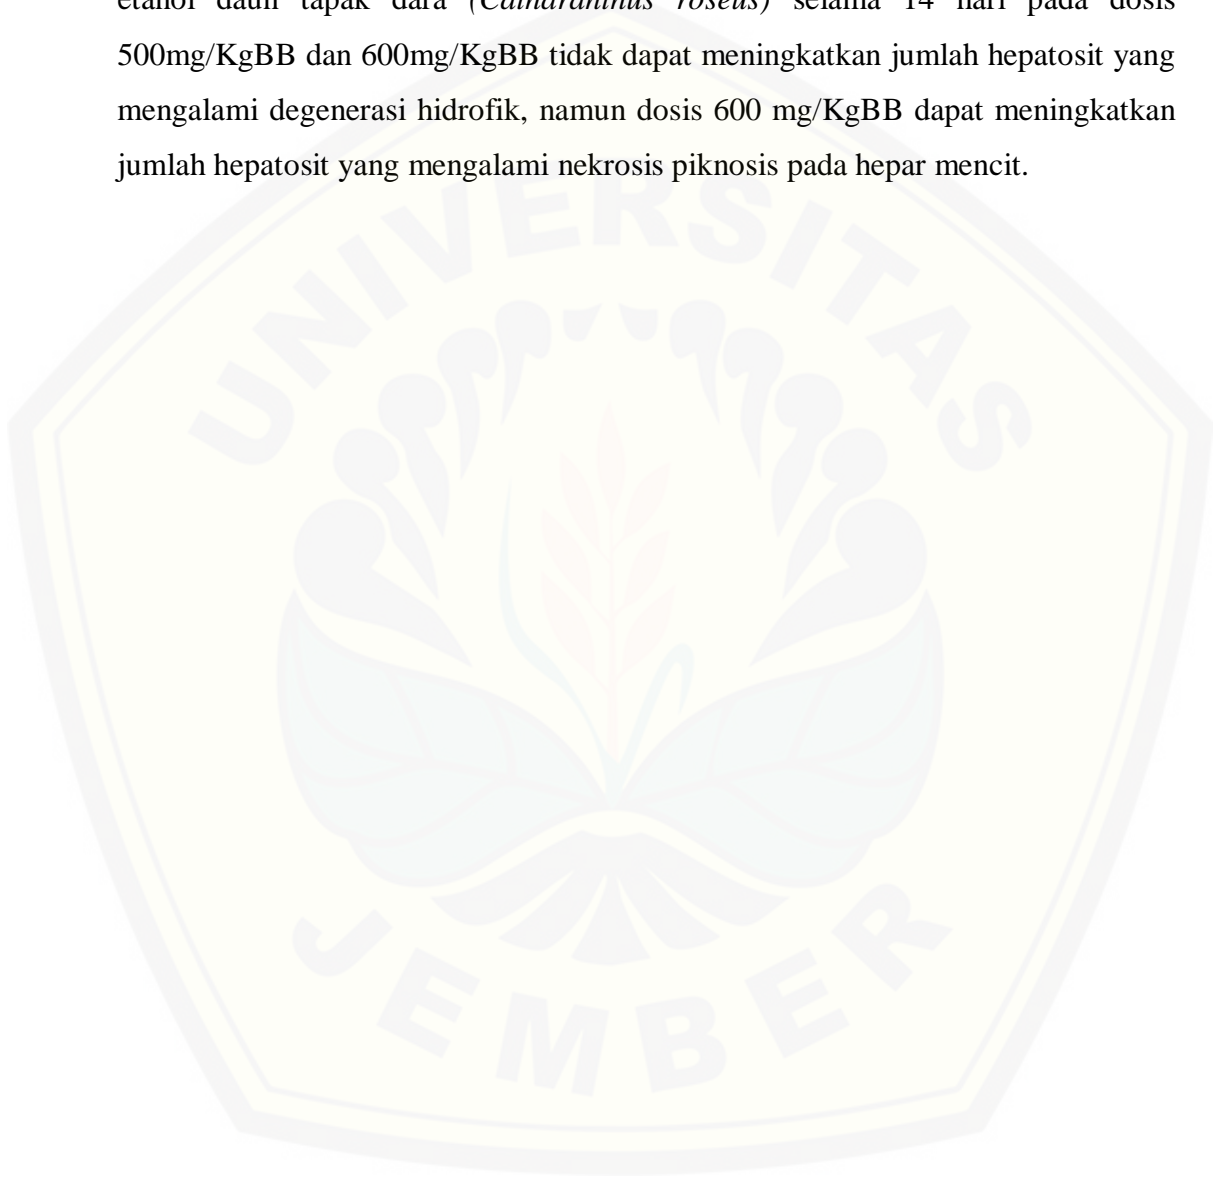 etanol daun tapak dara (Catharanthus roseus) selama 14 hari pada dosis
500mg/KgBB dan 600mg/KgBB tidak dapat meningkatkan jumlah hepatosit yang
mengalami degenerasi hidrofik, namun dosis 600 mg/KgBB dapat meningkatkan
jumlah hepatosit yang mengalami nekrosis piknosis pada hepar mencit.
UNIVERSITAS
JEMBER